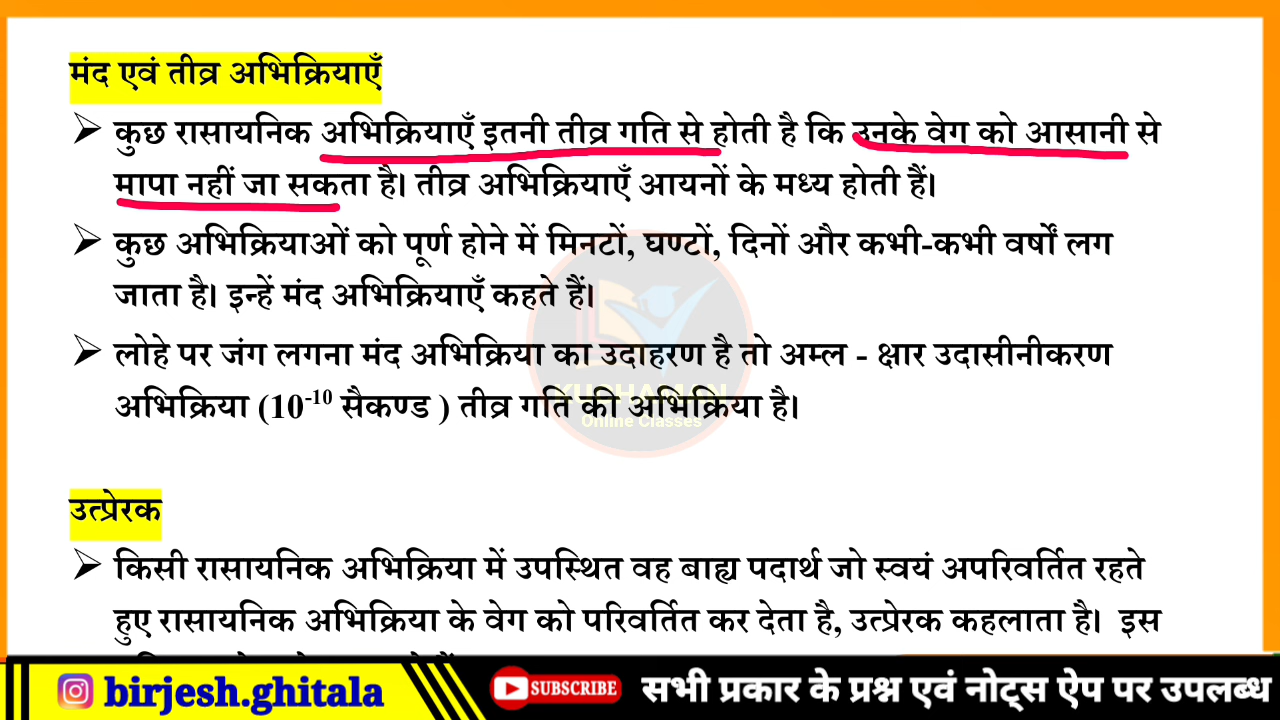 मंद एवं तीव्र अभिक्रियाएँ
➢ कुछ रासायनिक अभिक्रियाएँ इतनी तीव्र गति से होती है कि उनके वेग को आसानी से
मापा नहीं जा सकता है। तीव्र अभिक्रियाएँ आयनों के मध्य होती हैं।
➢ कुछ अभिक्रियाओं को पूर्ण होने में मिनटों, घण्टों, दिनों और कभी-कभी वर्षों लग
जाता है। इन्हें मंद अभिक्रियाएँ कहते हैं।
➢ लोहे पर जंग लगना मंद अभिक्रिया का उदाहरण है तो अम्ल - क्षार उदासीनीकरण
अभिक्रिया (10⁻¹⁰ सैकण्ड ) तीव्र गति की अभिक्रिया है।
Online Classes
उत्प्रेरक
➢ किसी रासायनिक अभिक्रिया में उपस्थित वह बाह्य पदार्थ जो स्वयं अपरिवर्तित रहते
हुए रासायनिक अभिक्रिया के वेग को परिवर्तित कर देता है, उत्प्रेरक कहलाता है। इस
birjesh.ghitala
SUBSCRIBE
सभी प्रकार के प्रश्न एवं नोट्स ऐप पर उपलब्ध